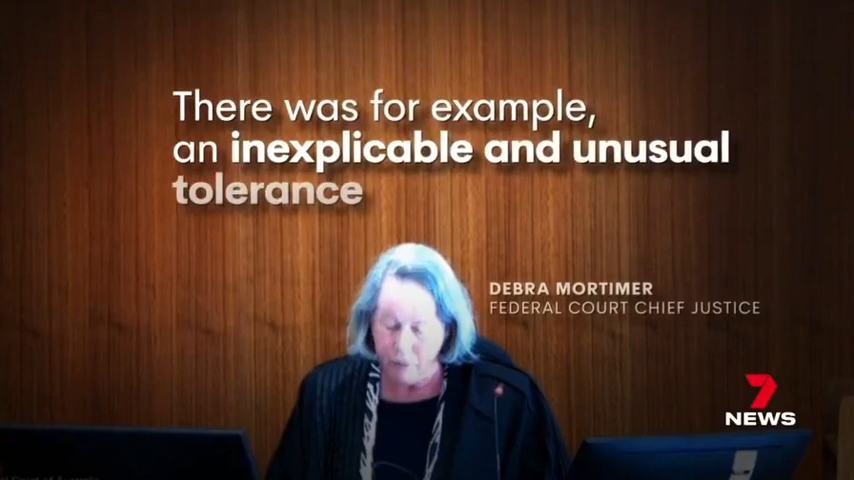 There was for example,
an inexplicable and unusual
tolerance
DEBRA MORTIMER
FEDERAL COURT CHIEF JUSTICE
7
NEWS